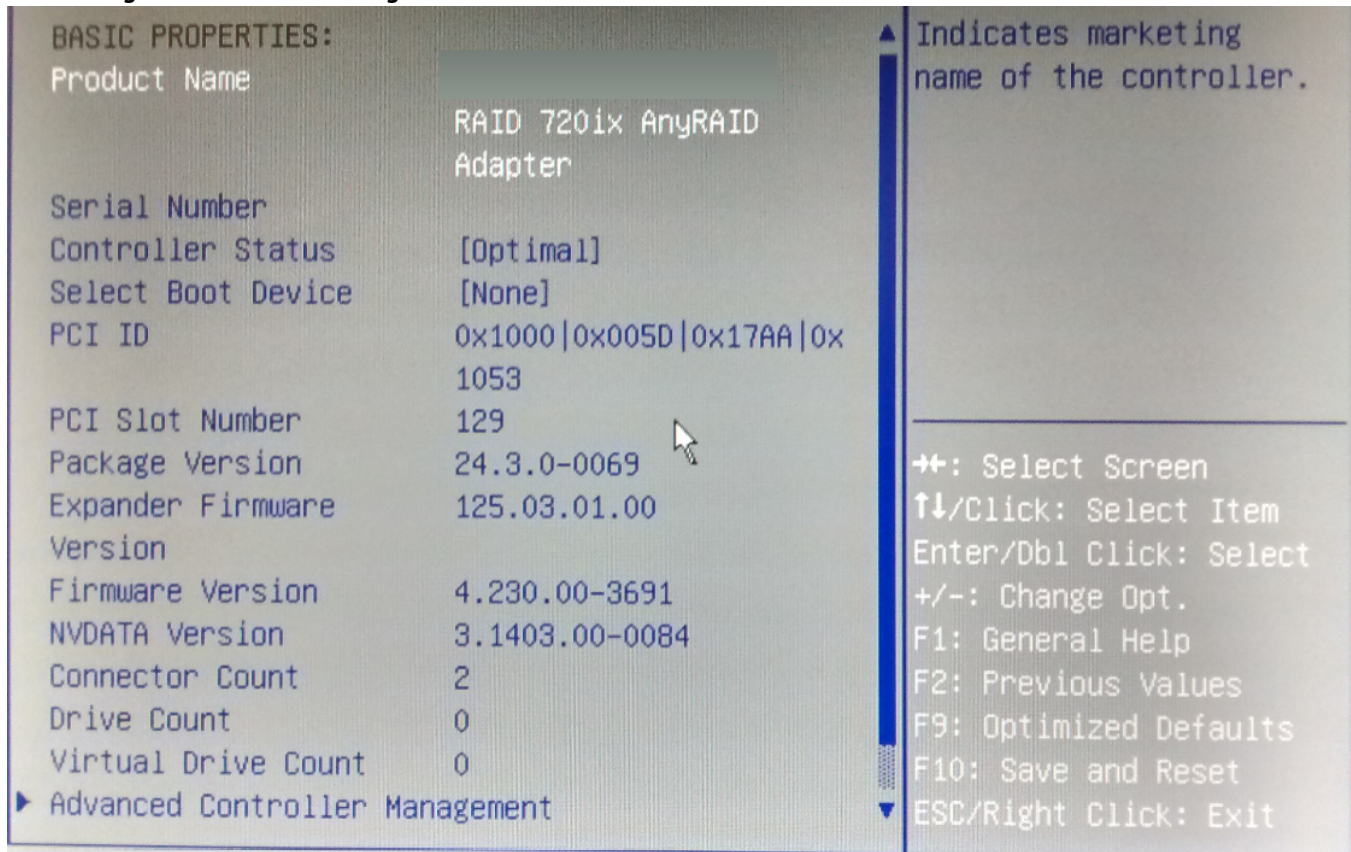 BASIC PROPERTIES:
Product Name
RAID 720ix AnyRAID
Adapter
Serial Number
Controller Status [Optimal]
Select Boot Device [None]
PCI ID 0x1000|0x005D|0x17AA|0x
1053
PCI Slot Number 129
Package Version 24.3.0-0069
Expander Firmware 125.03.01.00
Version
Firmware Version 4.230.00-3691
NVDATA Version 3.1403.00-0084
Connector Count 2
Drive Count 0
Virtual Drive Count 0
Advanced Controller Management
Indicates marketing
name of the controller.
→←: Select Screen
↑↓/Click: Select Item
Enter/Dbl Click: Select
+/-: Change Opt.
F1: General Help
F2: Previous Values
F9: Optimized Defaults
F10: Save and Reset
ESC/Right Click: Exit